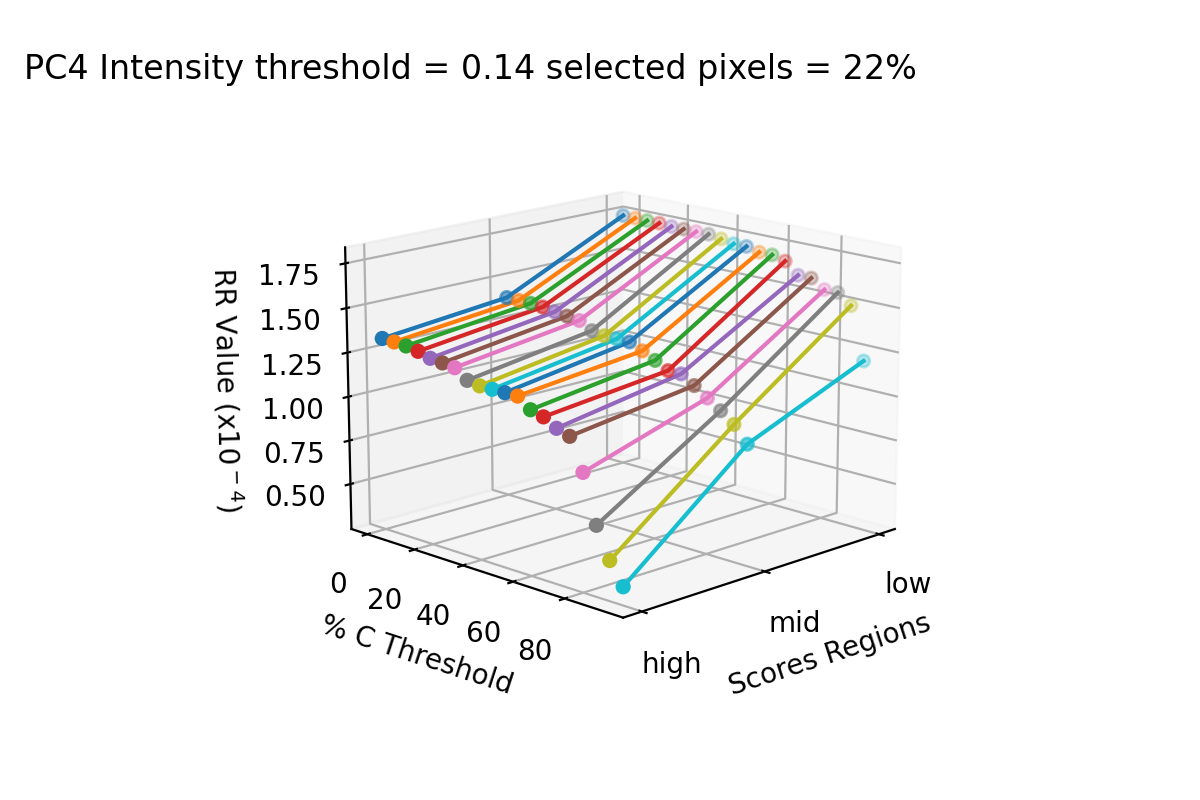 PC4 Intensity threshold = 0.14 selected pixels = 22%
RR Value (x10⁻⁴)
1.75
1.50
1.25
1.00
0.75
0.50
0
20
40
60
80
% C Threshold
high
mid
low
Scores Regions